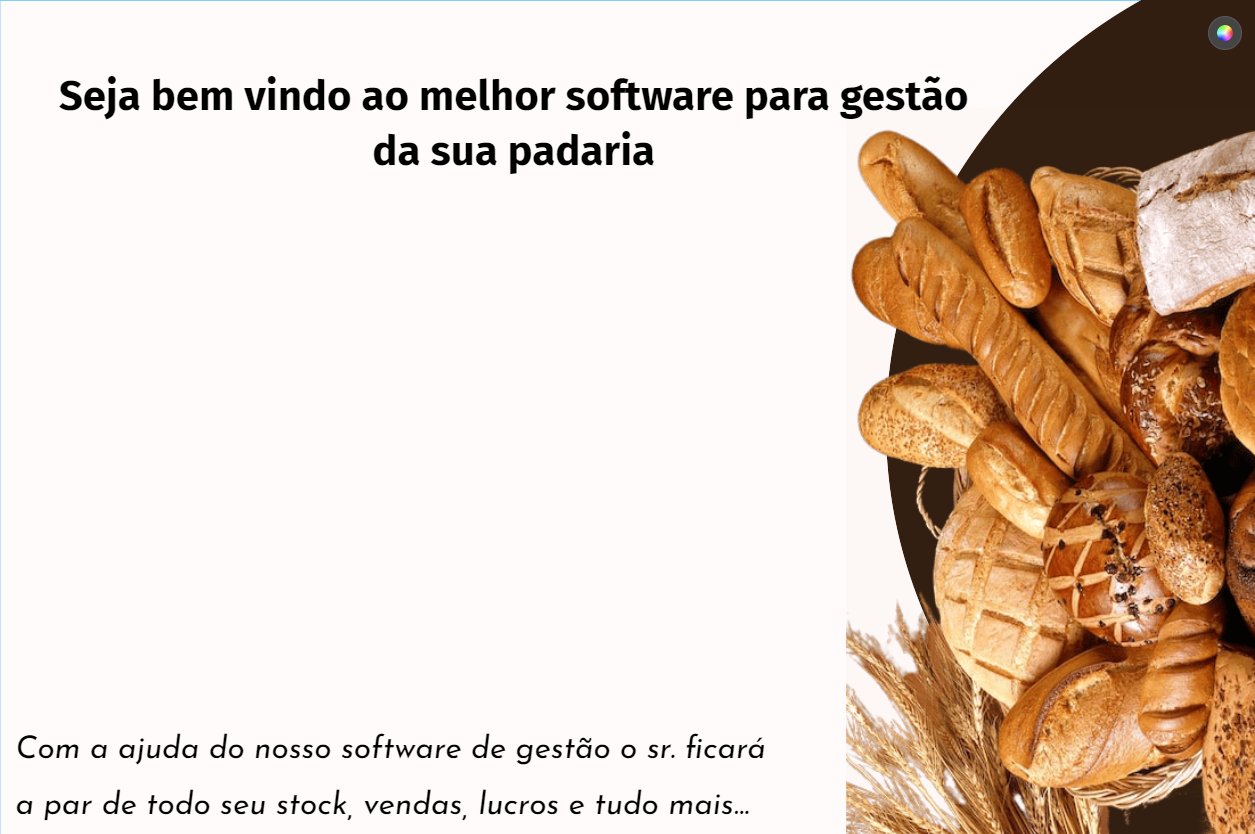 Seja bem vindo ao melhor software para gestão
da sua padaria
Com a ajuda do nosso software de gestão o sr. ficará
a par de todo seu stock, vendas, lucros e tudo mais...